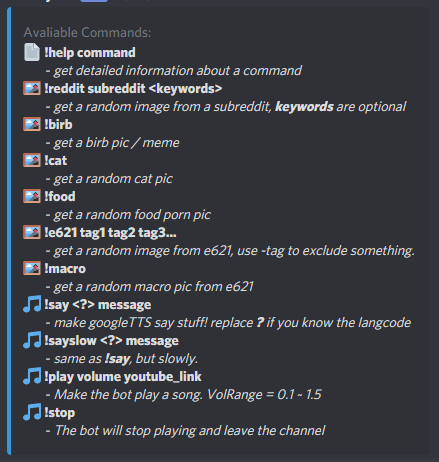 Avaliable Commands:
!help command
- get detailed information about a command
!reddit subreddit <keywords>
- get a random image from a subreddit, keywords are optional
!birb
- get a birb pic / meme
!cat
- get a random cat pic
!food
- get a random food porn pic
!e621 tag1 tag2 tag3...
- get a random image from e621, use -tag to exclude something.
!macro
- get a random macro pic from e621
!say <?> message
- make googleTTS say stuff! replace ? if you know the langcode
!sayslow <?> message
- same as !say, but slowly.
!play volume youtube_link
- Make the bot play a song. VolRange = 0.1 ~ 1.5
!stop
- The bot will stop playing and leave the channel